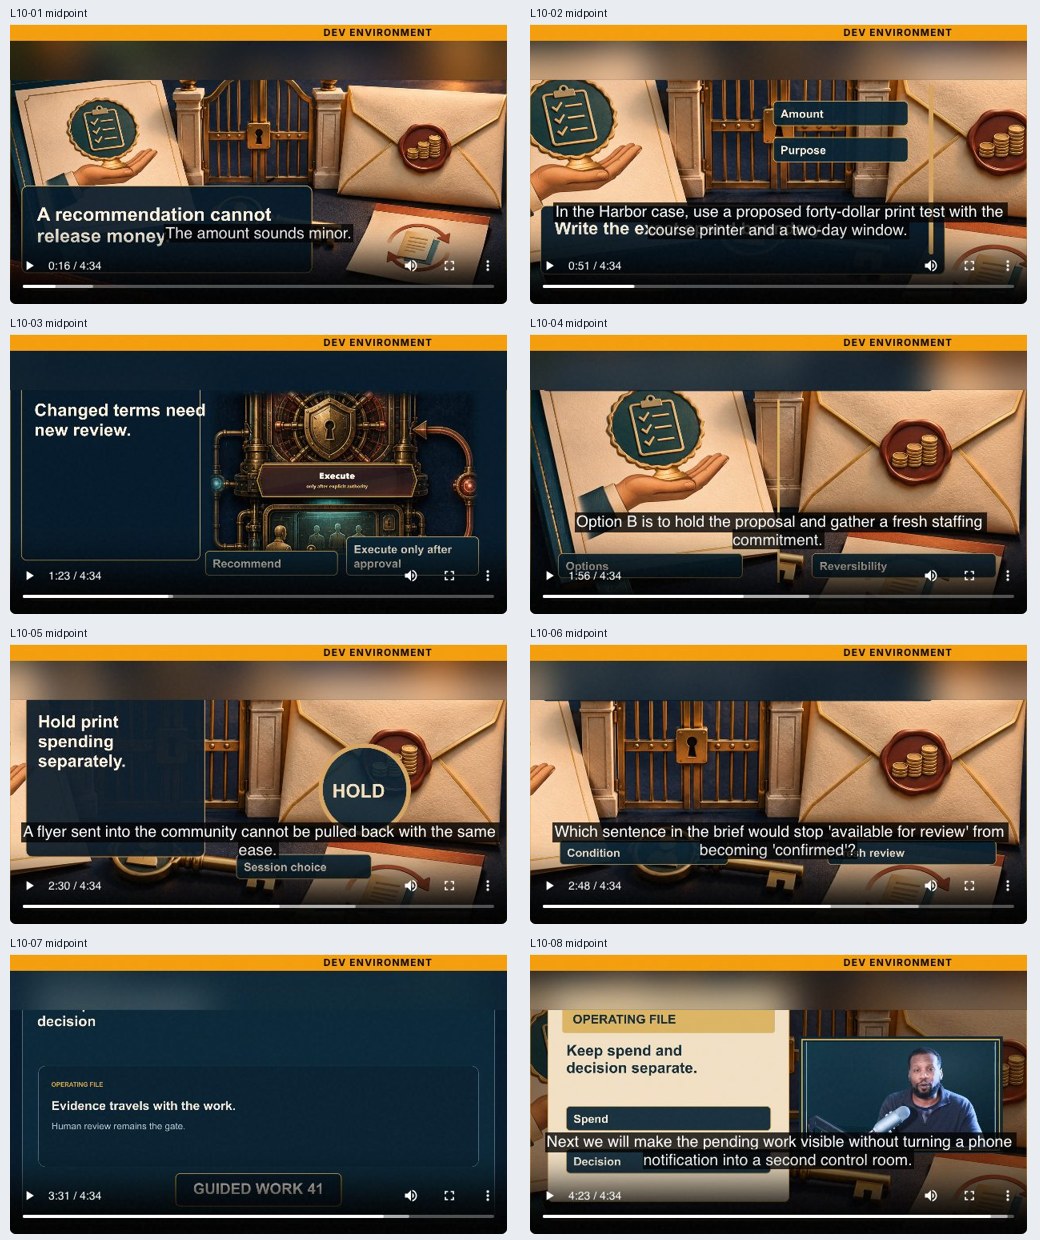 L10-01 midpoint
DEV ENVIRONMENT
A recommendation cannot
release money
The amount sounds minor.
0:16 / 4:34
L10-02 midpoint
DEV ENVIRONMENT
Amount
Purpose
In the Harbor case, use a proposed forty-dollar print test with the
course printer and a two-day window.
Write the
0:51 / 4:34
L10-03 midpoint
DEV ENVIRONMENT
Changed terms need
new review.
Execute
only after explicit authority
Recommend
Execute only after
approval
1:23 / 4:34
L10-04 midpoint
DEV ENVIRONMENT
Option B is to hold the proposal and gather a fresh staffing
commitment.
Options
Reversibility
1:56 / 4:34
L10-05 midpoint
DEV ENVIRONMENT
Hold print
spending
separately.
HOLD
A flyer sent into the community cannot be pulled back with the same
ease.
Session choice
2:30 / 4:34
L10-06 midpoint
DEV ENVIRONMENT
Which sentence in the brief would stop 'available for review' from
becoming 'confirmed'?
Condition
review
2:48 / 4:34
L10-07 midpoint
DEV ENVIRONMENT
decision
OPERATING FILE
Evidence travels with the work.
Human review remains the gate.
GUIDED WORK 41
3:31 / 4:34
L10-08 midpoint
DEV ENVIRONMENT
OPERATING FILE
Keep spend and
decision separate.
Spend
Next we will make the pending work visible without turning a phone
notification into a second control room.
Decision
4:23 / 4:34